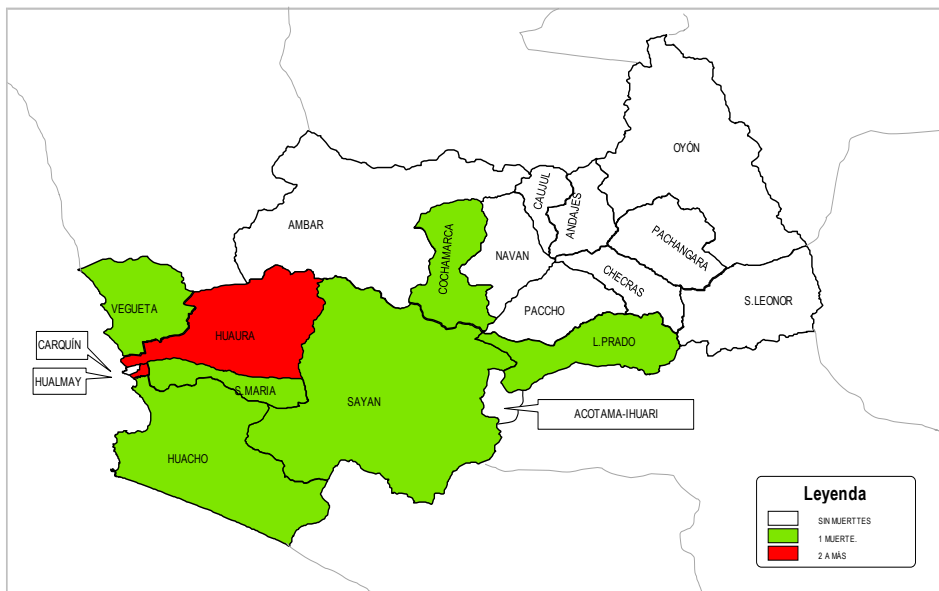 OYÓN
CAUJUL
ANDAJES
AMBAR
COCHAMARCA
NAVAN
PACHANGARA
CHECRAS
S.LEONOR
VEGUETA
PACCHO
HUAURA
CARQUÍN
L.PRADO
HUALMAY
S.MARIA
SAYAN
ACOTAMA-IHUARI
HUACHO
Leyenda
SIN MUERTTES
1 MUERTE.
2 A MÁS